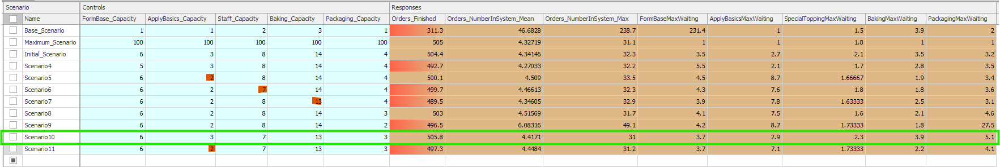 Scenario Controls Responses
Name FormBase_Capacity ApplyBasics_Capacity Staff_Capacity Baking_Capacity Packaging_Capacity Orders_Finished Orders_NumberInSystem_Mean Orders_NumberInSystem_Max FormBaseMaxWaiting ApplyBasicsMaxWaiting SpecialToppingMaxWaiting BakingMaxWaiting PackagingMaxWaiting
Base_Scenario 1 1 2 3 1 311.3 46.6828 238.7 231.4 1 1.5 3.9 2
Maximum_Scenario 100 100 100 100 100 505 4.32719 31.1 1 1 1.8 1 1
Initial_Scenario 6 3 8 14 4 504.4 4.34146 32.3 3.5 2.7 2.1 3.5 3.2
Scenario4 5 3 8 14 4 492.7 4.27033 32.2 5.5 2.1 1.7 2.8 3.5
Scenario5 6 2 8 14 4 500.1 4.509 33.5 4.5 8.7 1.66667 1.9 3.4
Scenario6 6 2 7 14 4 499.7 4.46613 32.3 4.3 7.6 1.8 1.8 3.6
Scenario7 6 2 8 13 4 489.5 4.34605 32.9 3.9 7.8 1.63333 2.5 3.1
Scenario8 6 2 8 14 3 503 4.51569 31.7 4.1 7.5 1.6 2.1 4.6
Scenario9 6 2 8 14 2 496.5 6.08316 49.1 4.2 8.7 1.73333 1.8 27.5
Scenario10 6 3 7 13 3 505.8 4.4171 31 3.7 2.9 2.3 3.9 5.1
Scenario11 6 2 7 13 3 497.3 4.4484 31.2 3.7 7.1 1.73333 2.2 4.1